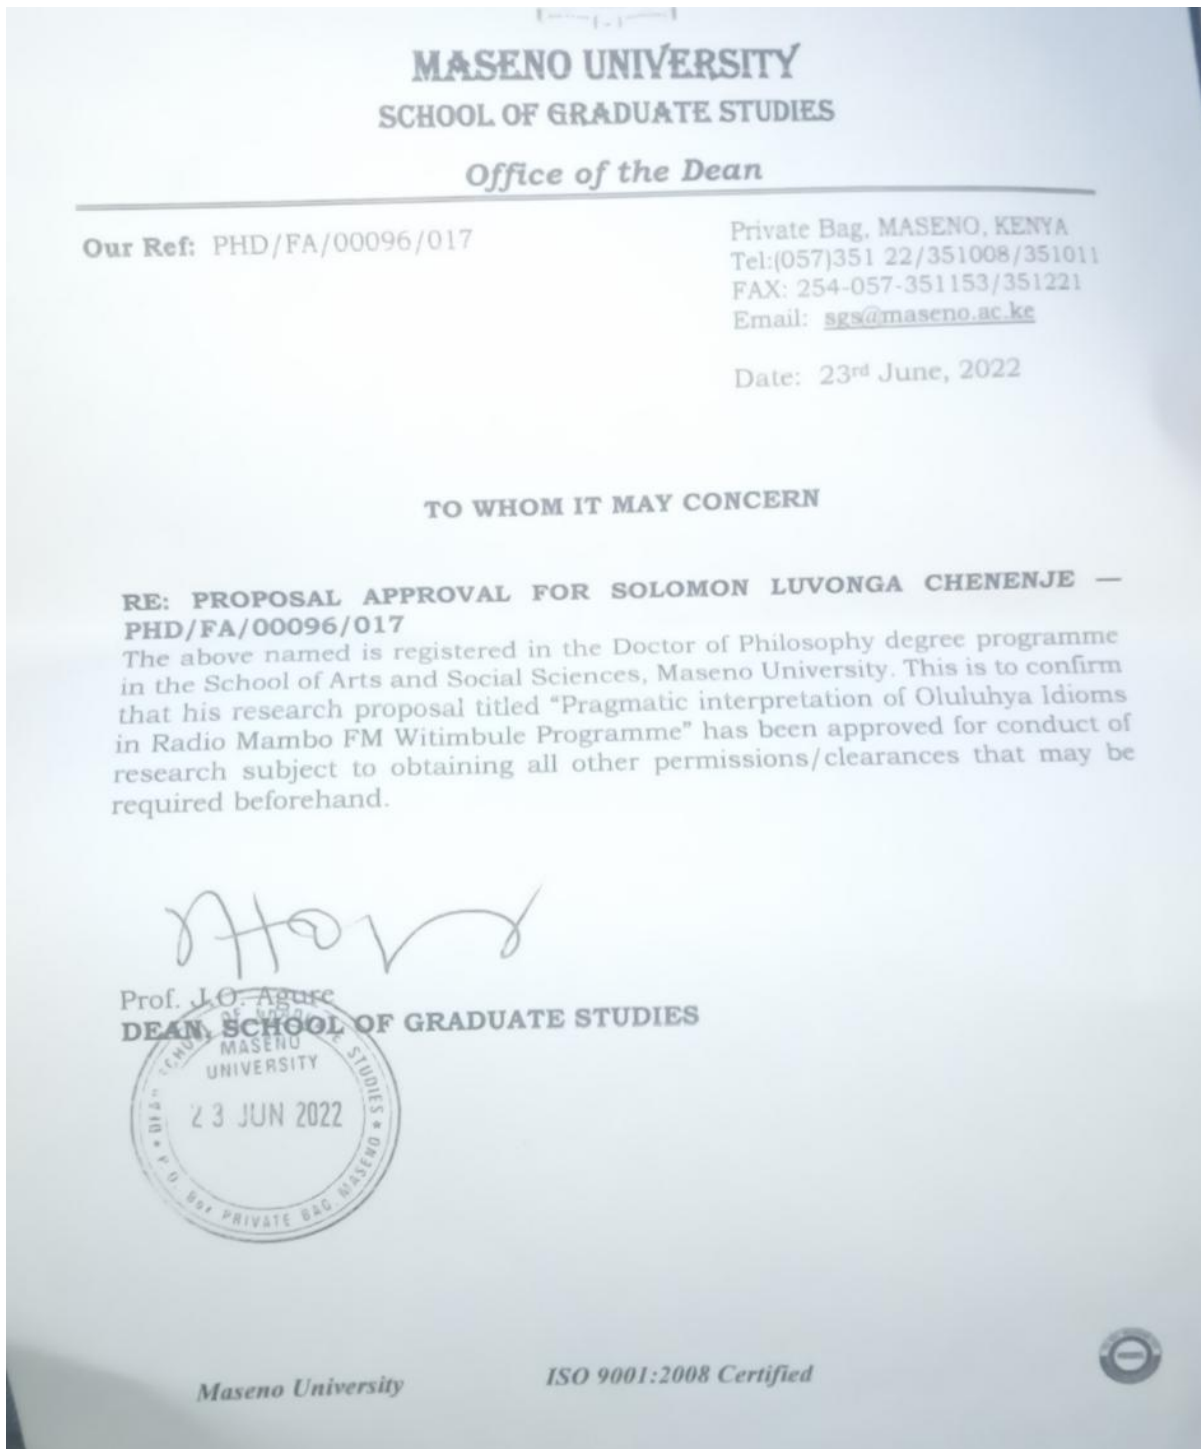 MASENO UNIVERSITY
SCHOOL OF GRADUATE STUDIES
Office of the Dean
Our Ref: PHD/FA/00096/017
Private Bag, MASENO, KENYA
Tel:(057)351 22/351008/351011
FAX: 254-057-351153/351221
Email: sgs@maseno.ac.ke
Date: 23rd June, 2022
TO WHOM IT MAY CONCERN
RE: PROPOSAL APPROVAL FOR SOLOMON LUVONGA CHENENJE —
PHD/FA/00096/017
The above named is registered in the Doctor of Philosophy degree programme
in the School of Arts and Social Sciences, Maseno University. This is to confirm
that his research proposal titled “Pragmatic interpretation of Oluluhya Idioms
in Radio Mambo FM Witimbule Programme” has been approved for conduct of
research subject to obtaining all other permissions/clearances that may be
required beforehand.
Prof. J.O. Agure
DEAN, SCHOOL OF GRADUATE STUDIES
MASENO
UNIVERSITY
23 JUN 2022
STUDIES
P.O. Box PRIVATE BAG, MASENO
Maseno University
ISO 9001:2008 Certified